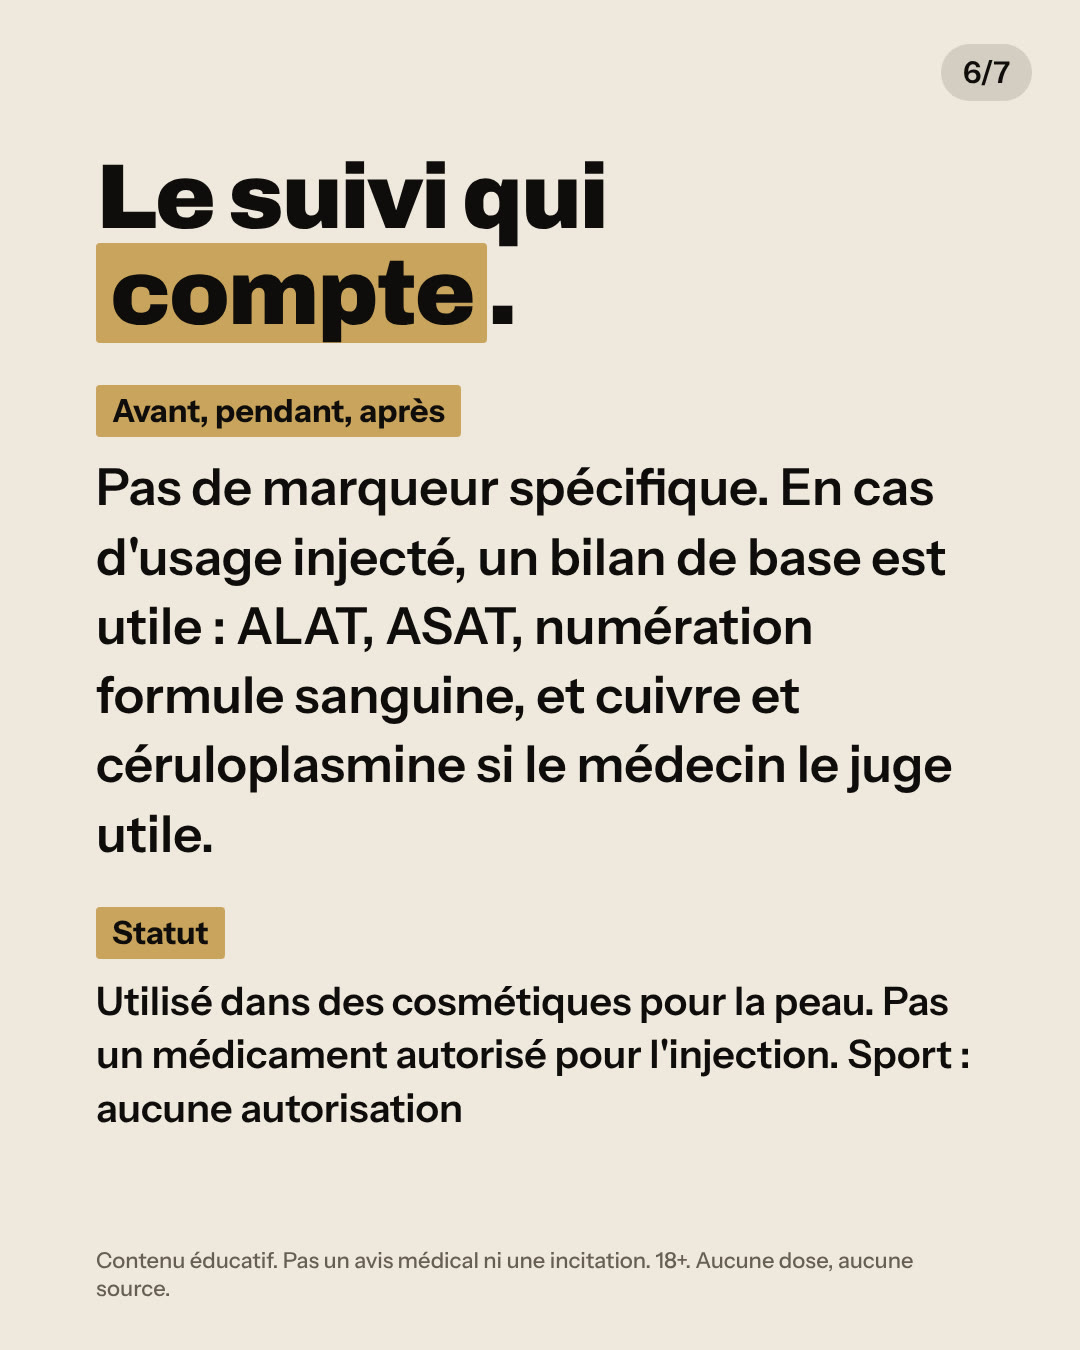 6/7
Le suivi qui
compte.
Avant, pendant, après
Pas de marqueur spécifique. En cas
d'usage injecté, un bilan de base est
utile : ALAT, ASAT, numération
formule sanguine, et cuivre et
céruloplasmine si le médecin le juge
utile.
Statut
Utilisé dans des cosmétiques pour la peau. Pas
un médicament autorisé pour l'injection. Sport :
aucune autorisation
Contenu éducatif. Pas un avis médical ni une incitation. 18+. Aucune dose, aucune
source.